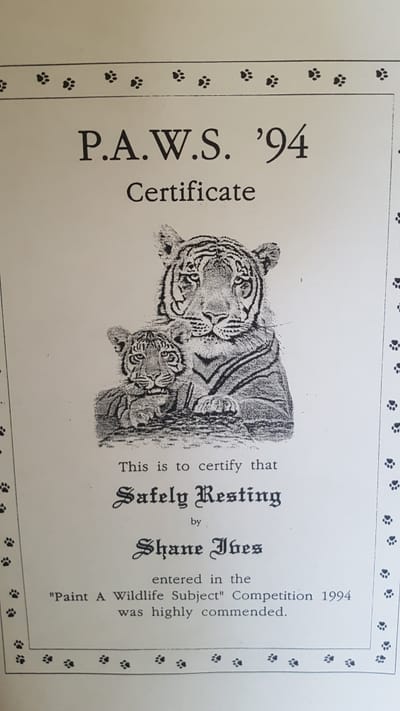 P.A.W.S. '94
Certificate
This is to certify that
Safely Resting
by
Shane Ives
entered in the
"Paint A Wildlife Subject" Competition 1994
was highly commended.